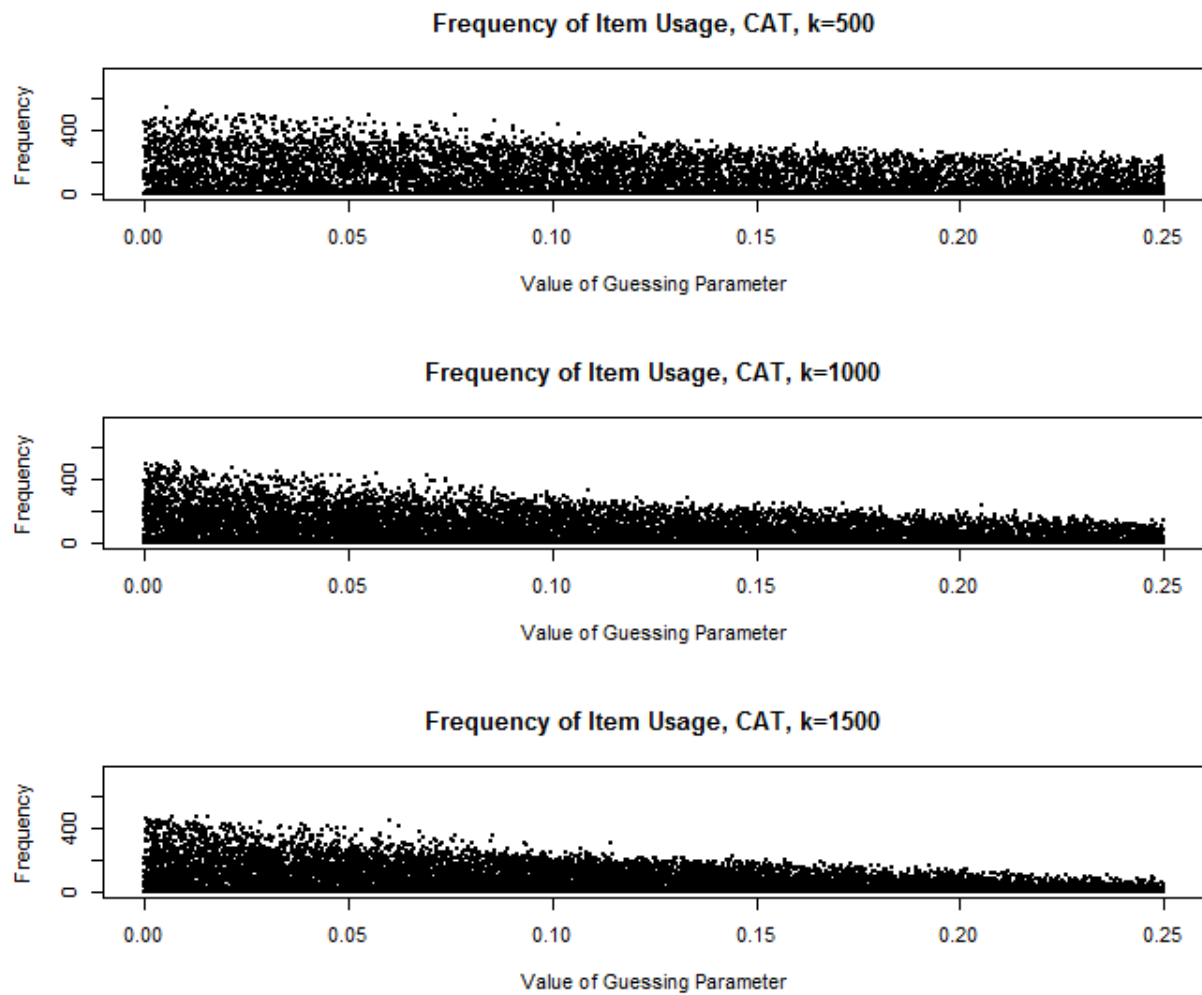 Frequency of Item Usage, CAT, k=500
Frequency
400
0
0.00 0.05 0.10 0.15 0.20 0.25
Value of Guessing Parameter
Frequency of Item Usage, CAT, k=1000
Frequency
400
0
0.00 0.05 0.10 0.15 0.20 0.25
Value of Guessing Parameter
Frequency of Item Usage, CAT, k=1500
Frequency
400
0
0.00 0.05 0.10 0.15 0.20 0.25
Value of Guessing Parameter